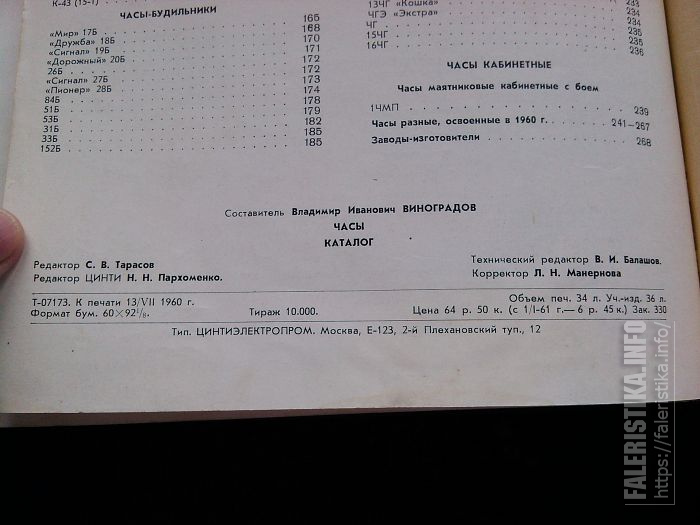 К-43 (15-1)
ЧАСЫ-БУДИЛЬНИКИ
«Мир» 17Б 165
«Дружба» 18Б 168
«Сигнал» 19Б 170
«Дорожный» 20Б 171
26Б 172
«Сигнал» 27Б 172
«Пионер» 28Б 173
84Б 174
51Б 178
53Б 179
31Б 182
33Б 185
152Б 185
13ЧГ «Кошка» 233
ЧГЭ «Экстра» 234
ЧГ 234
15ЧГ 235
16ЧГ 235
236
ЧАСЫ КАБИНЕТНЫЕ
Часы маятниковые кабинетные с боем
1ЧМП 239
Часы разные, освоенные в 1960 г. 241—267
Заводы-изготовители 268
Составитель Владимир Иванович ВИНОГРАДОВ
ЧАСЫ
КАТАЛОГ
Редактор С. В. Тарасов
Редактор ЦИНТИ Н. Н. Пархоменко.
Технический редактор В. И. Балашов.
Корректор Л. Н. Манернова
Т-07173. К печати 13/VII 1960 г. Объем печ. 34 л. Уч.-изд. 36 л.
Формат бум. 60×92¹/₈. Тираж 10.000. Цена 64 р. 50 к. (с 1/I-61 г.— 6 р. 45 к.) Зак. 330
Тип. ЦИНТИЭЛЕКТРОПРОМ. Москва, Е-123, 2-й Плехановский туп., 12
FALERISTIKA.INFO
https://faleristika.info/